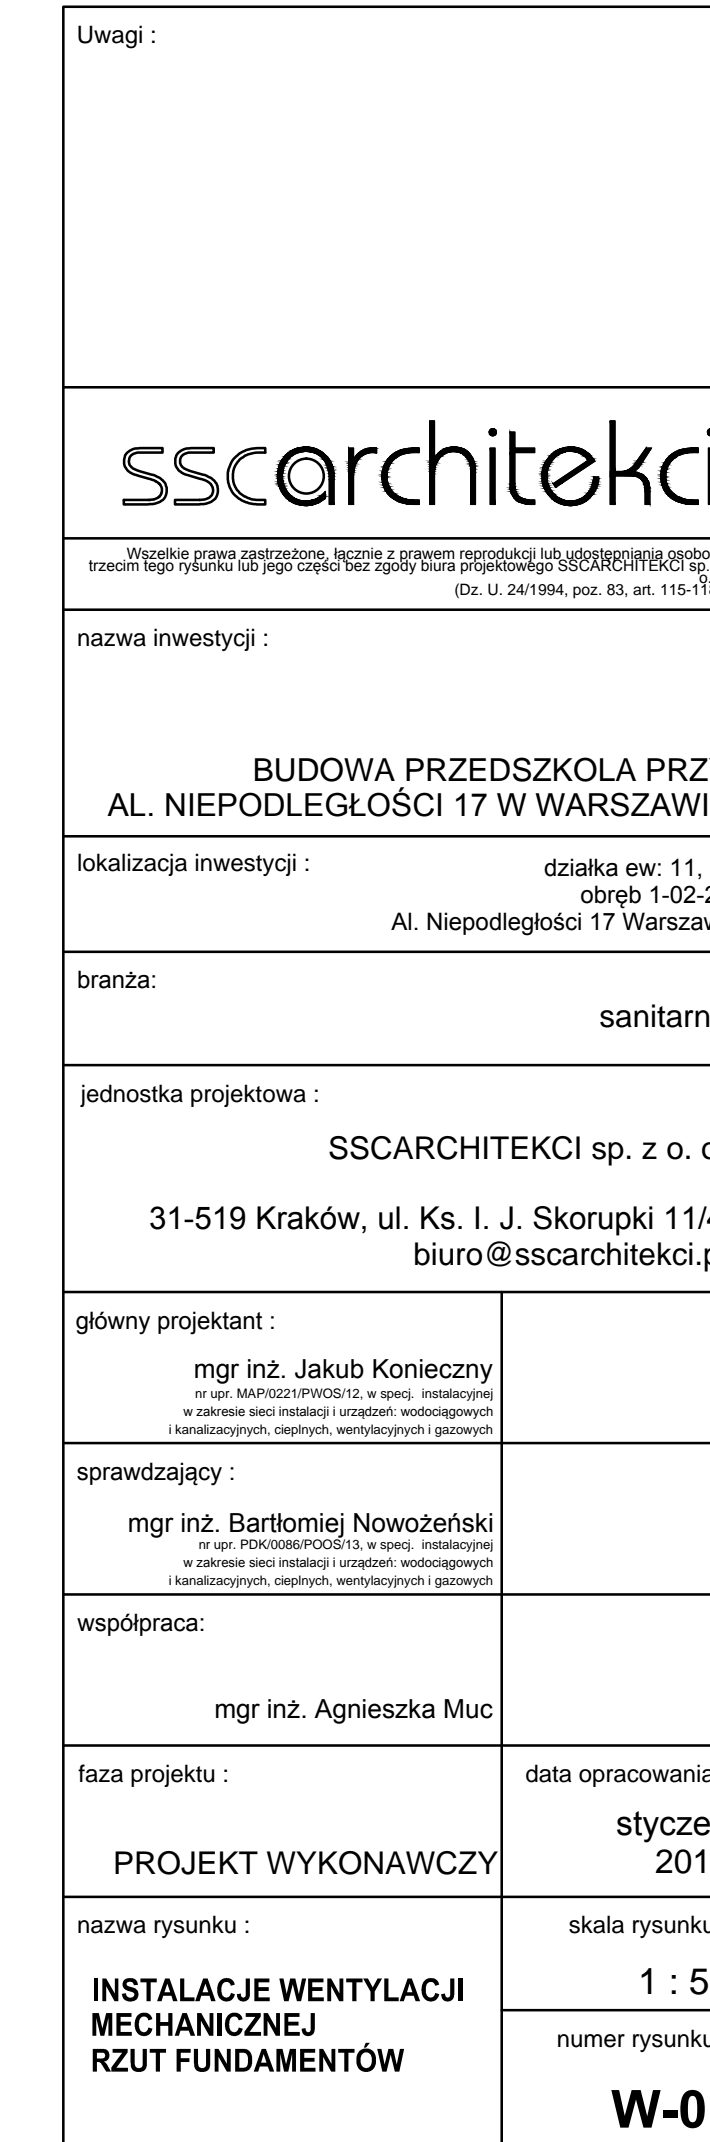 Uwagi :
sscarchitekci
Wszelkie prawa zastrzeżone, łącznie z prawem reprodukcji lub udostępniania osobo
trzecim tego rysunku lub jego części bez zgody biura projektowego SSCARCHITEKCI sp.
o.
(Dz. U. 24/1994, poz. 83, art. 115-118
nazwa inwestycji :
BUDOWA PRZEDSZKOLA PRZY
AL. NIEPODLEGŁOŚCI 17 W WARSZAWI
lokalizacja inwestycji :
działka ew: 11,
obręb 1-02-2
Al. Niepodległości 17 Warszaw
branża:
sanitarn
jednostka projektowa :
SSCARCHITEKCI sp. z o. o
31-519 Kraków, ul. Ks. I. J. Skorupki 11/4
biuro@sscarchitekci.p
główny projektant :
mgr inż. Jakub Konieczny
nr upr. MAP/0221/PWOS/12, w specj. instalacyjnej
w zakresie sieci instalacji i urządzeń: wodociągowych
i kanalizacyjnych, cieplnych, wentylacyjnych i gazowych
sprawdzający :
mgr inż. Bartłomiej Nowożeński
nr upr. PDK/0086/POOS/13, w specj. instalacyjnej
w zakresie sieci instalacji i urządzeń: wodociągowych
i kanalizacyjnych, cieplnych, wentylacyjnych i gazowych
współpraca:
mgr inż. Agnieszka Muc
faza projektu :
PROJEKT WYKONAWCZY
data opracowania
stycze
201
nazwa rysunku :
INSTALACJE WENTYLACJI
MECHANICZNEJ
RZUT FUNDAMENTÓW
skala rysunku
1 : 5
numer rysunku
W-0